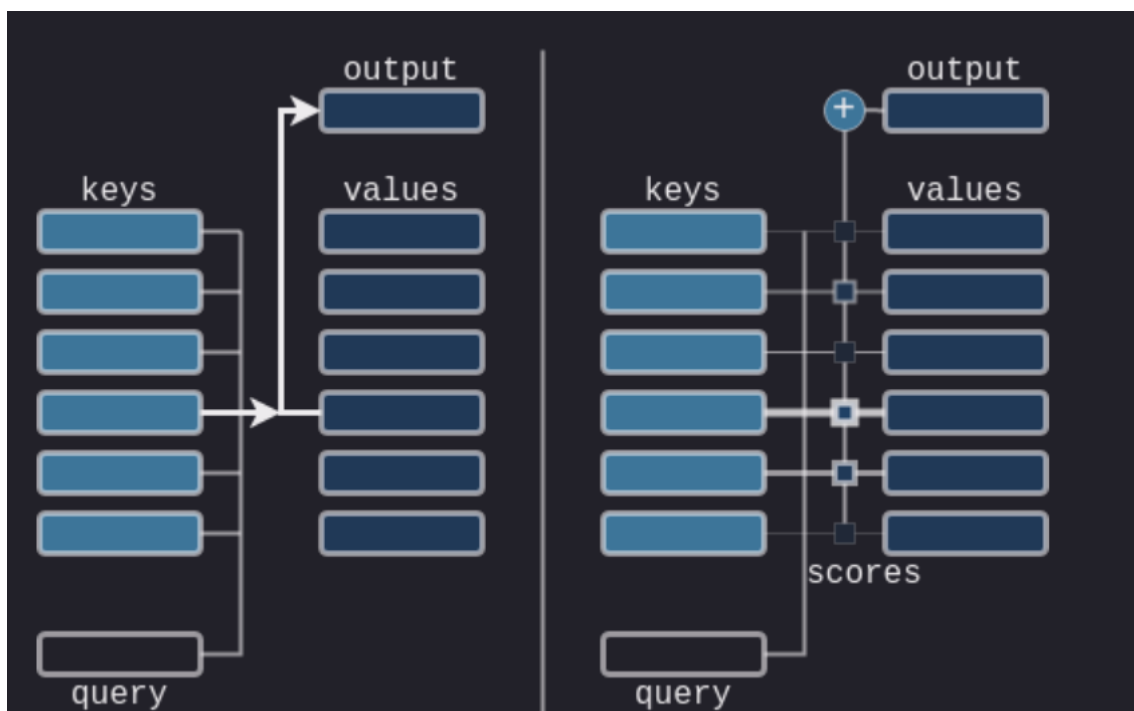 output
keys
values
query
output
+
keys
values
scores
query